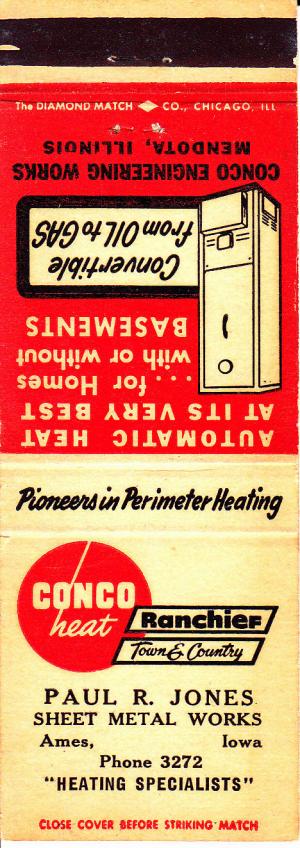 The DIAMOND MATCH CO., CHICAGO, ILL
AUTOMATIC HEAT
AT ITS VERY BEST
... for Homes
with or without
BASEMENTS
Convertible
from OIL to GAS
CONCO ENGINEERING WORKS
MENDOTA, ILLINOIS
Pioneers in Perimeter Heating
CONCO
heat
Ranchief
Town & Country
PAUL R. JONES
SHEET METAL WORKS
Ames, Iowa
Phone 3272
"HEATING SPECIALISTS"
CLOSE COVER BEFORE STRIKING MATCH